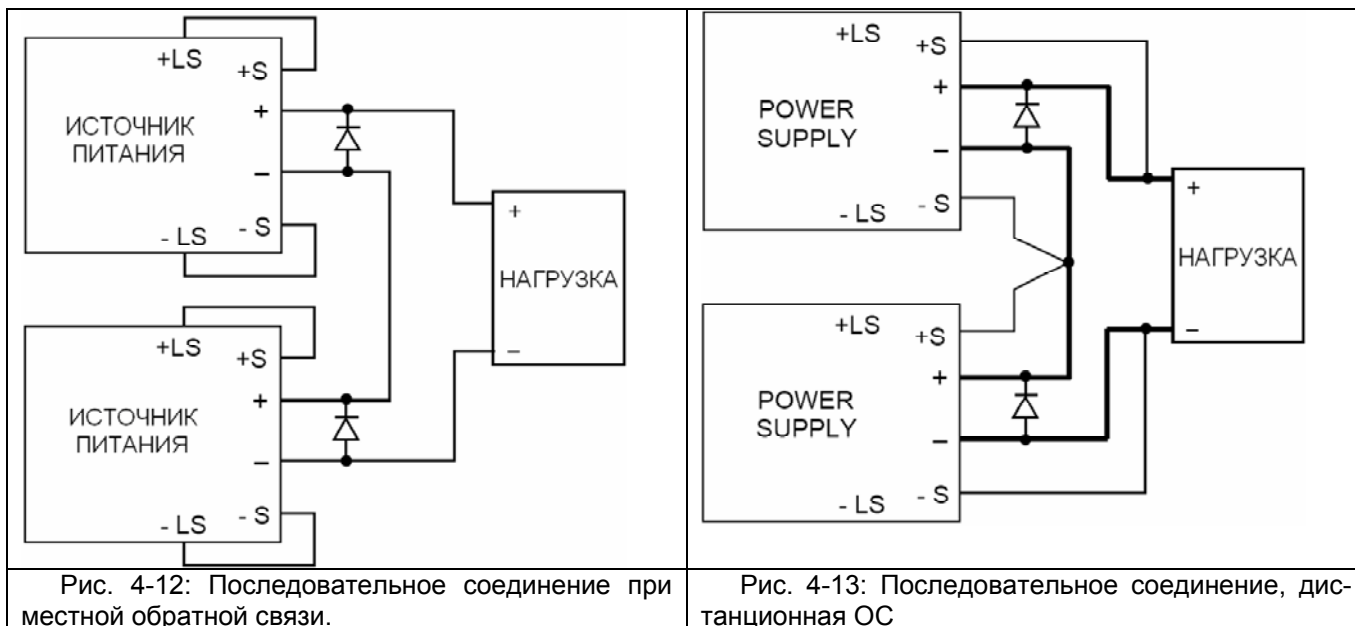 +LS
+S
ИСТОЧНИК
ПИТАНИЯ
+
–
- S
- LS
+LS
+S
ИСТОЧНИК
ПИТАНИЯ
+
–
- S
- LS
+
НАГРУЗКА
–
Рис. 4-12: Последовательное соединение при
местной обратной связи.
+LS
+S
POWER
SUPPLY
+
–
- S
- LS
+LS
+S
POWER
SUPPLY
+
–
- S
- LS
+
НАГРУЗКА
–
Рис. 4-13: Последовательное соединение, дис-
танционная ОС